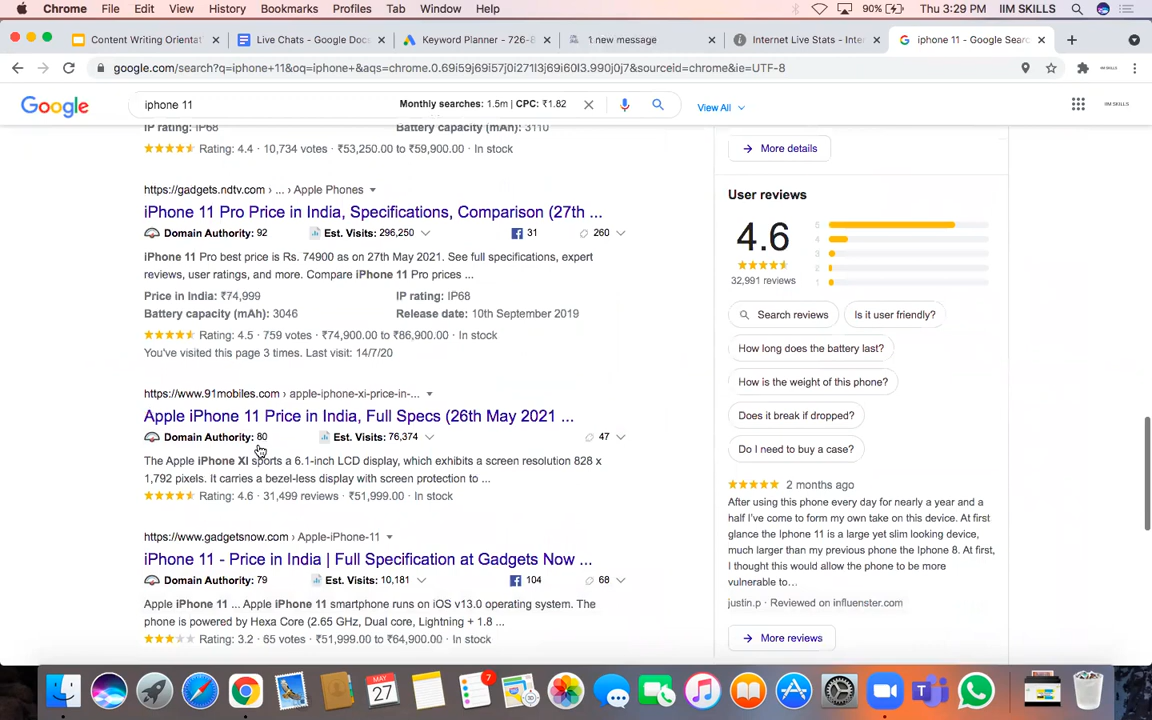 Chrome File Edit View History Bookmarks Profiles Tab Window Help 90% Thu 3:29 PM IIM SKILLS
Content Writing Orientat × Live Chats - Google Docs × Keyword Planner - 726-8 × 1 new message × Internet Live Stats - Inter × iphone 11 - Google Searc ×
google.com/search?q=iphone+11&oq=iphone+&aqs=chrome.0.69i59j69i57j0i271l3j69i60l3.990j0j7&sourceid=chrome&ie=UTF-8
Google iphone 11 Monthly searches: 1.5m | CPC: ₹1.82 View All IIM SKILLS
IP rating: IP68 Battery capacity (mAh): 3110
Rating: 4.4 · 10,734 votes · ₹53,250.00 to ₹59,900.00 · In stock
https://gadgets.ndtv.com › ... › Apple Phones
iPhone 11 Pro Price in India, Specifications, Comparison (27th ...
Domain Authority: 92 Est. Visits: 296,250 31 260
iPhone 11 Pro best price is Rs. 74900 as on 27th May 2021. See full specifications, expert
reviews, user ratings, and more. Compare iPhone 11 Pro prices ...
Price in India: ₹74,999 IP rating: IP68
Battery capacity (mAh): 3046 Release date: 10th September 2019
Rating: 4.5 · 759 votes · ₹74,900.00 to ₹86,900.00 · In stock
You've visited this page 3 times. Last visit: 14/7/20
https://www.91mobiles.com › apple-iphone-xi-price-in-...
Apple iPhone 11 Price in India, Full Specs (26th May 2021 ...
Domain Authority: 80 Est. Visits: 76,374 47
The Apple iPhone XI sports a 6.1-inch LCD display, which exhibits a screen resolution 828 x
1,792 pixels. It carries a bezel-less display with screen protection to ...
Rating: 4.6 · 31,499 reviews · ₹51,999.00 · In stock
https://www.gadgetsnow.com › Apple-iPhone-11
iPhone 11 - Price in India | Full Specification at Gadgets Now ...
Domain Authority: 79 Est. Visits: 10,181 104 68
Apple iPhone 11 ... Apple iPhone 11 smartphone runs on iOS v13.0 operating system. The
phone is powered by Hexa Core (2.65 GHz, Dual core, Lightning + 1.8 ...
Rating: 3.2 · 65 votes · ₹51,999.00 to ₹64,900.00 · In stock
More details
User reviews
4.6
32,991 reviews
5
4
3
2
1
Search reviews Is it user friendly?
How long does the battery last?
How is the weight of this phone?
Does it break if dropped?
Do I need to buy a case?
2 months ago
After using this phone every day for nearly a year and a
half I've come to form my own take on this device. At first
glance the Iphone 11 is a large yet slim looking device,
much larger than my previous phone the Iphone 8. At first,
I thought this would allow the phone to be more
vulnerable to...
justin.p · Reviewed on influenster.com
More reviews
MAY
27
7